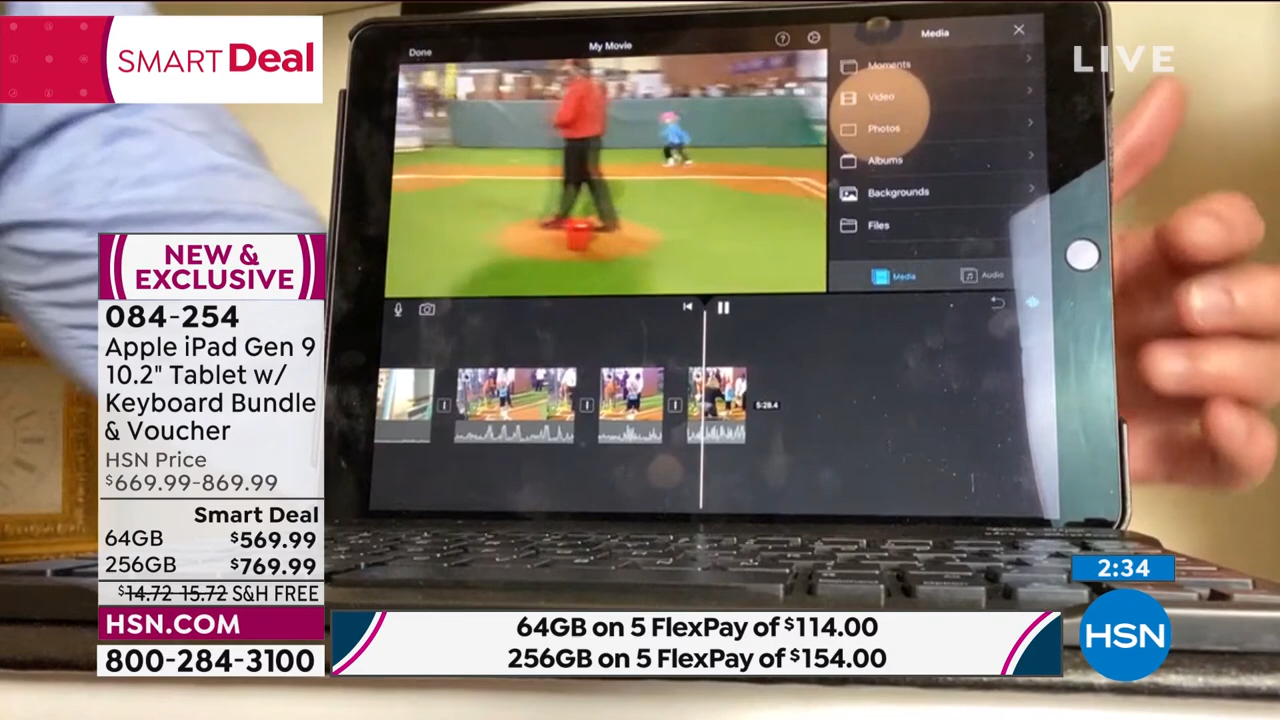 SMART Deal
LIVE
NEW &
EXCLUSIVE
084-254
Apple iPad Gen 9
10.2" Tablet w/
Keyboard Bundle
& Voucher
HSN Price
$669.99-869.99
Smart Deal
64GB $569.99
256GB $769.99
$14.72-15.72 S&H FREE
HSN.COM
800-284-3100
Done
My Movie
?
Media
Moments
Video
Photos
Albums
Backgrounds
Files
Media
Audio
5:28.4
2:34
HSN
64GB on 5 FlexPay of $114.00
256GB on 5 FlexPay of $154.00